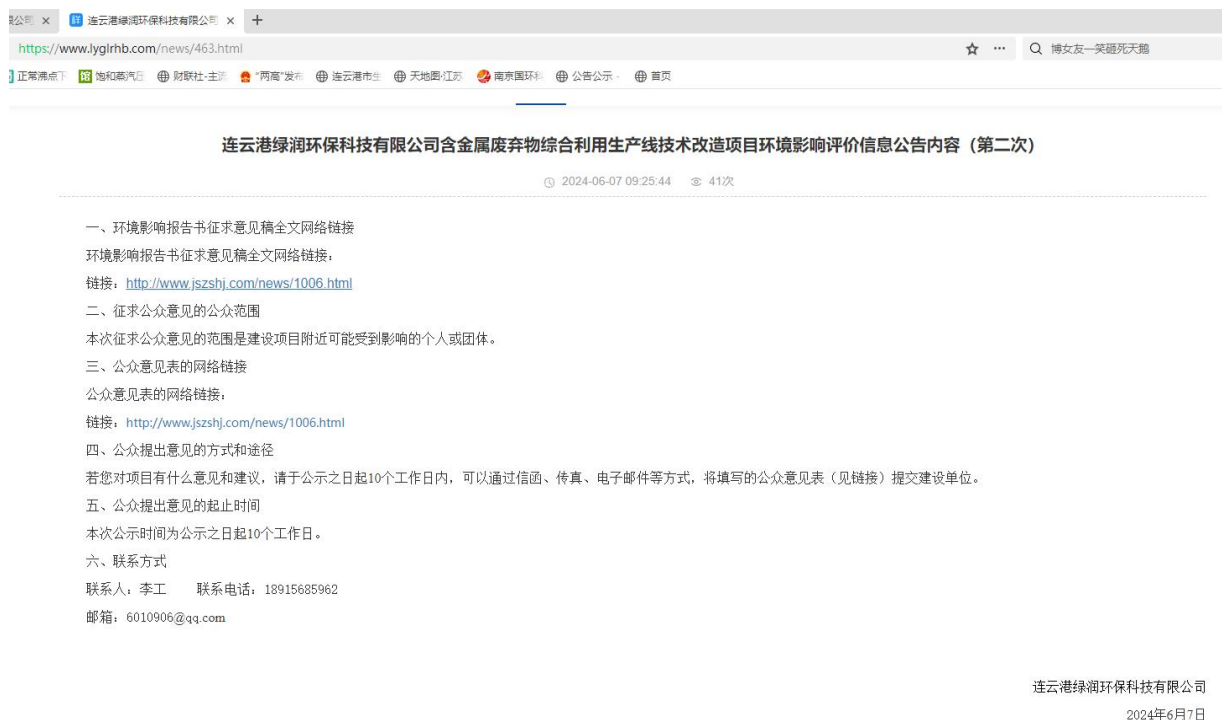 限公司
连云港绿润环保科技有限公司
https://www.lyglrhb.com/news/463.html
博女友一笑砸死天鹅
正常沸点下
馆 饱和蒸汽压
财联社-主流
"两高"发布
连云港市生
天地图·江苏
南京国环科
公告公示 -
首页
连云港绿润环保科技有限公司含金属废弃物综合利用生产线技术改造项目环境影响评价信息公告内容（第二次）
2024-06-07 09:25:44 41次
一、环境影响报告书征求意见稿全文网络链接
环境影响报告书征求意见稿全文网络链接：
链接：http://www.jszshj.com/news/1006.html
二、征求公众意见的公众范围
本次征求公众意见的范围是建设项目附近可能受到影响的个人或团体。
三、公众意见表的网络链接
公众意见表的网络链接：
链接：http://www.jszshj.com/news/1006.html
四、公众提出意见的方式和途径
若您对项目有什么意见和建议，请于公示之日起10个工作日内，可以通过信函、传真、电子邮件等方式，将填写的公众意见表（见链接）提交建设单位。
五、公众提出意见的起止时间
本次公示时间为公示之日起10个工作日。
六、联系方式
联系人：李工 联系电话：18915685962
邮箱：6010906@qq.com
连云港绿润环保科技有限公司
2024年6月7日